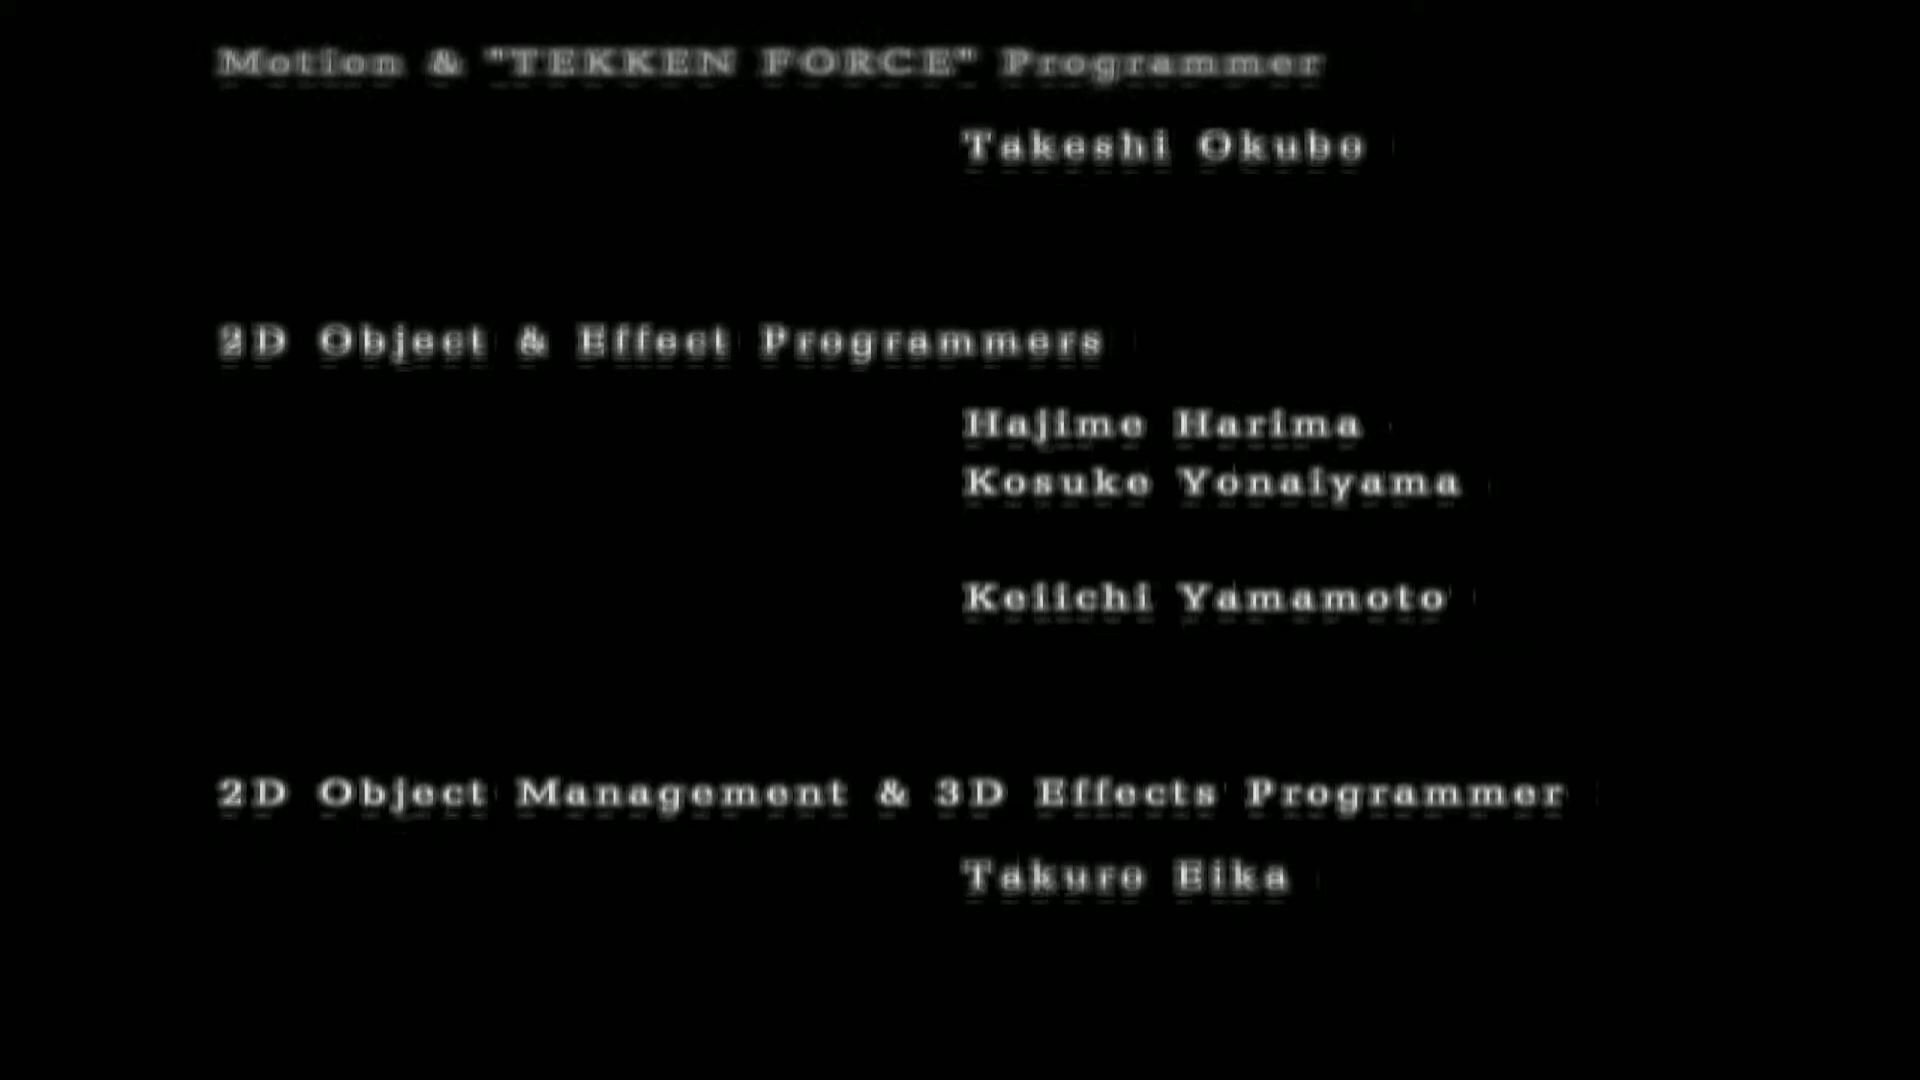 Motion & "TEKKEN FORCE" Programmer
Takeshi Okubo
2D Object & Effect Programmers
Hajime Harima
Kosuke Yonaiyama
Keiichi Yamamoto
2D Object Management & 3D Effects Programmer
Takuro Eika